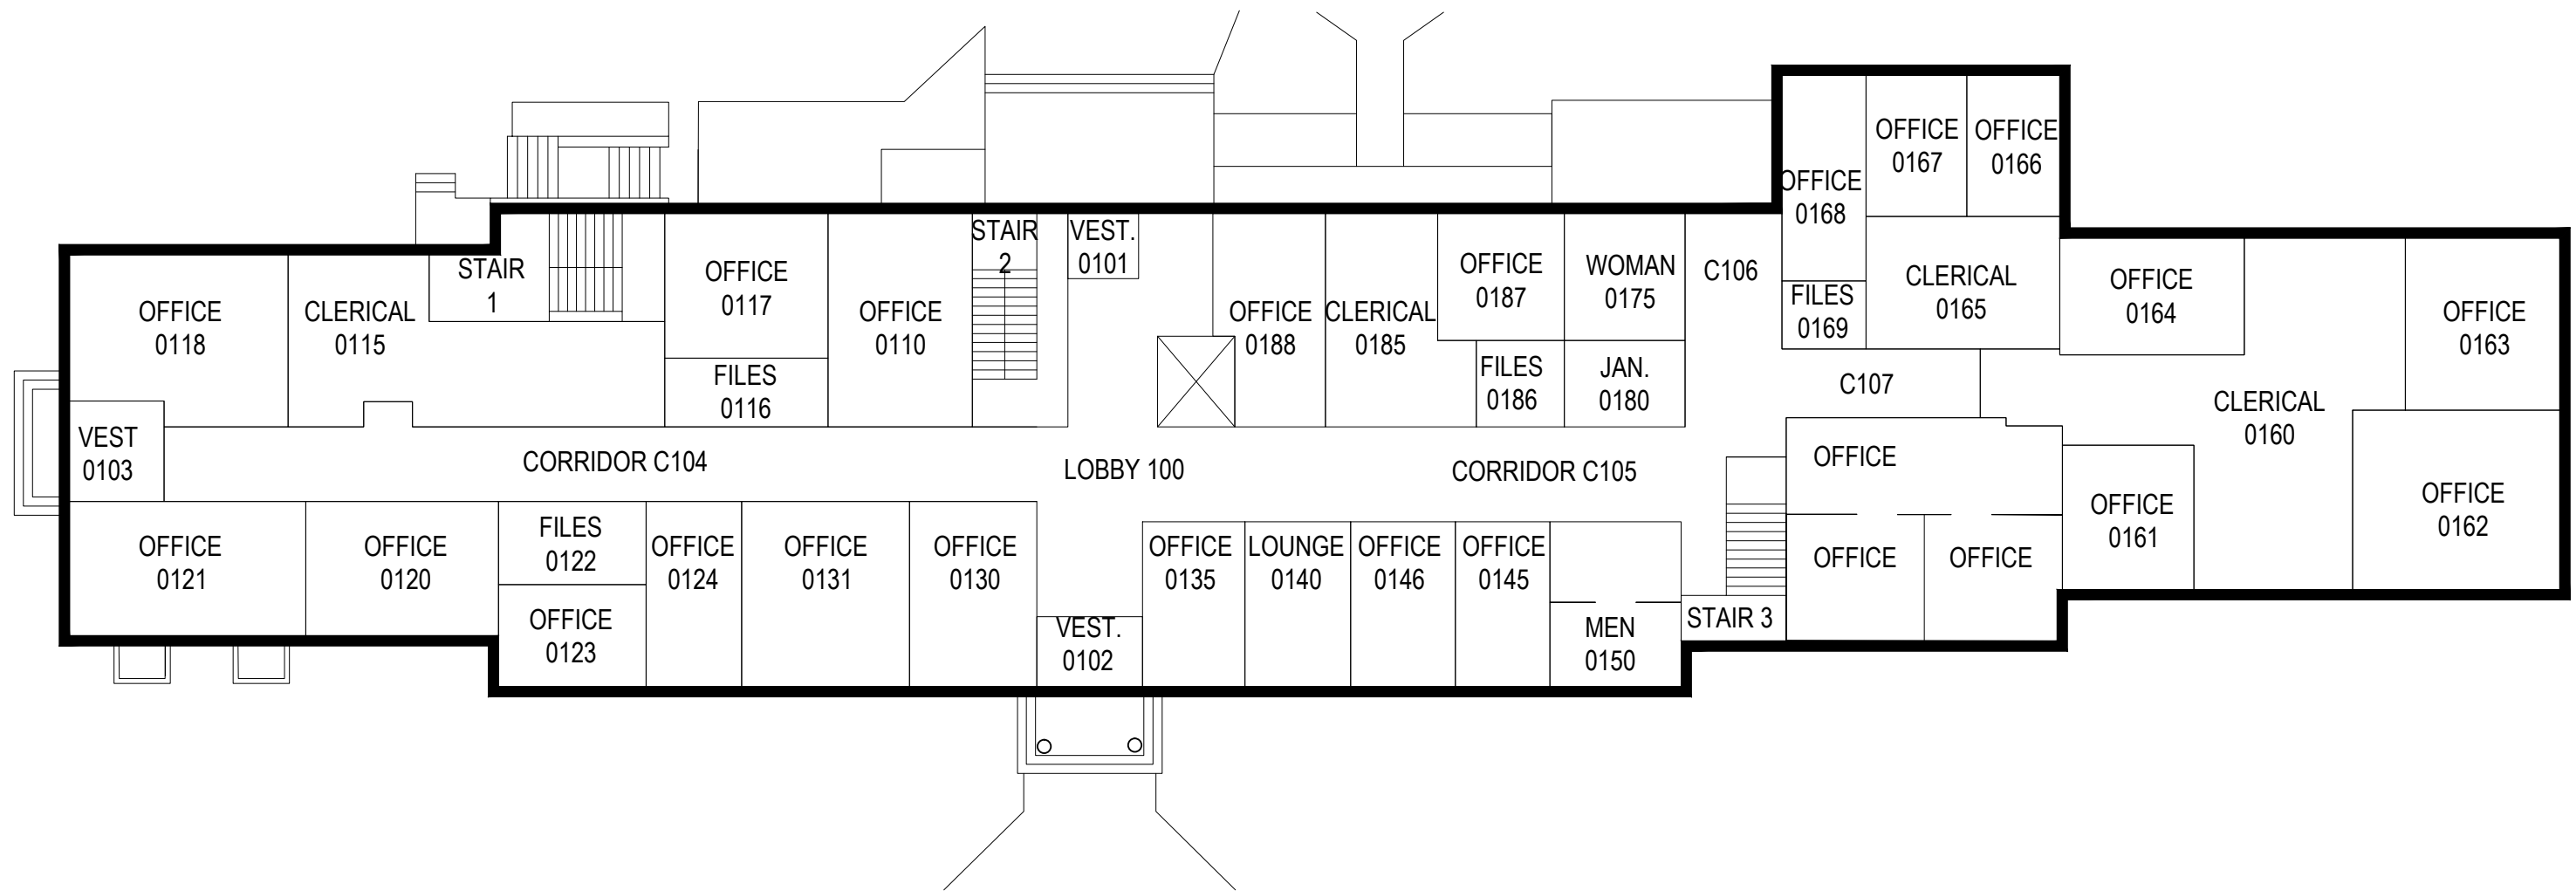 OFFICE
0167
OFFICE
0166
OFFICE
0168
STAIR
1
OFFICE
0117
STAIR
2
VEST.
0101
OFFICE
0187
WOMAN
0175
C106
CLERICAL
0165
OFFICE
0164
FILES
0169
OFFICE
0118
CLERICAL
0115
OFFICE
0110
OFFICE
0188
CLERICAL
0185
OFFICE
0163
FILES
0116
FILES
0186
JAN.
0180
C107
CLERICAL
0160
VEST
0103
CORRIDOR C104
LOBBY 100
CORRIDOR C105
OFFICE
OFFICE
0161
OFFICE
0162
OFFICE
0121
OFFICE
0120
FILES
0122
OFFICE
0123
OFFICE
0124
OFFICE
0131
OFFICE
0130
VEST.
0102
OFFICE
0135
LOUNGE
0140
OFFICE
0146
OFFICE
0145
MEN
0150
STAIR 3
OFFICE
OFFICE